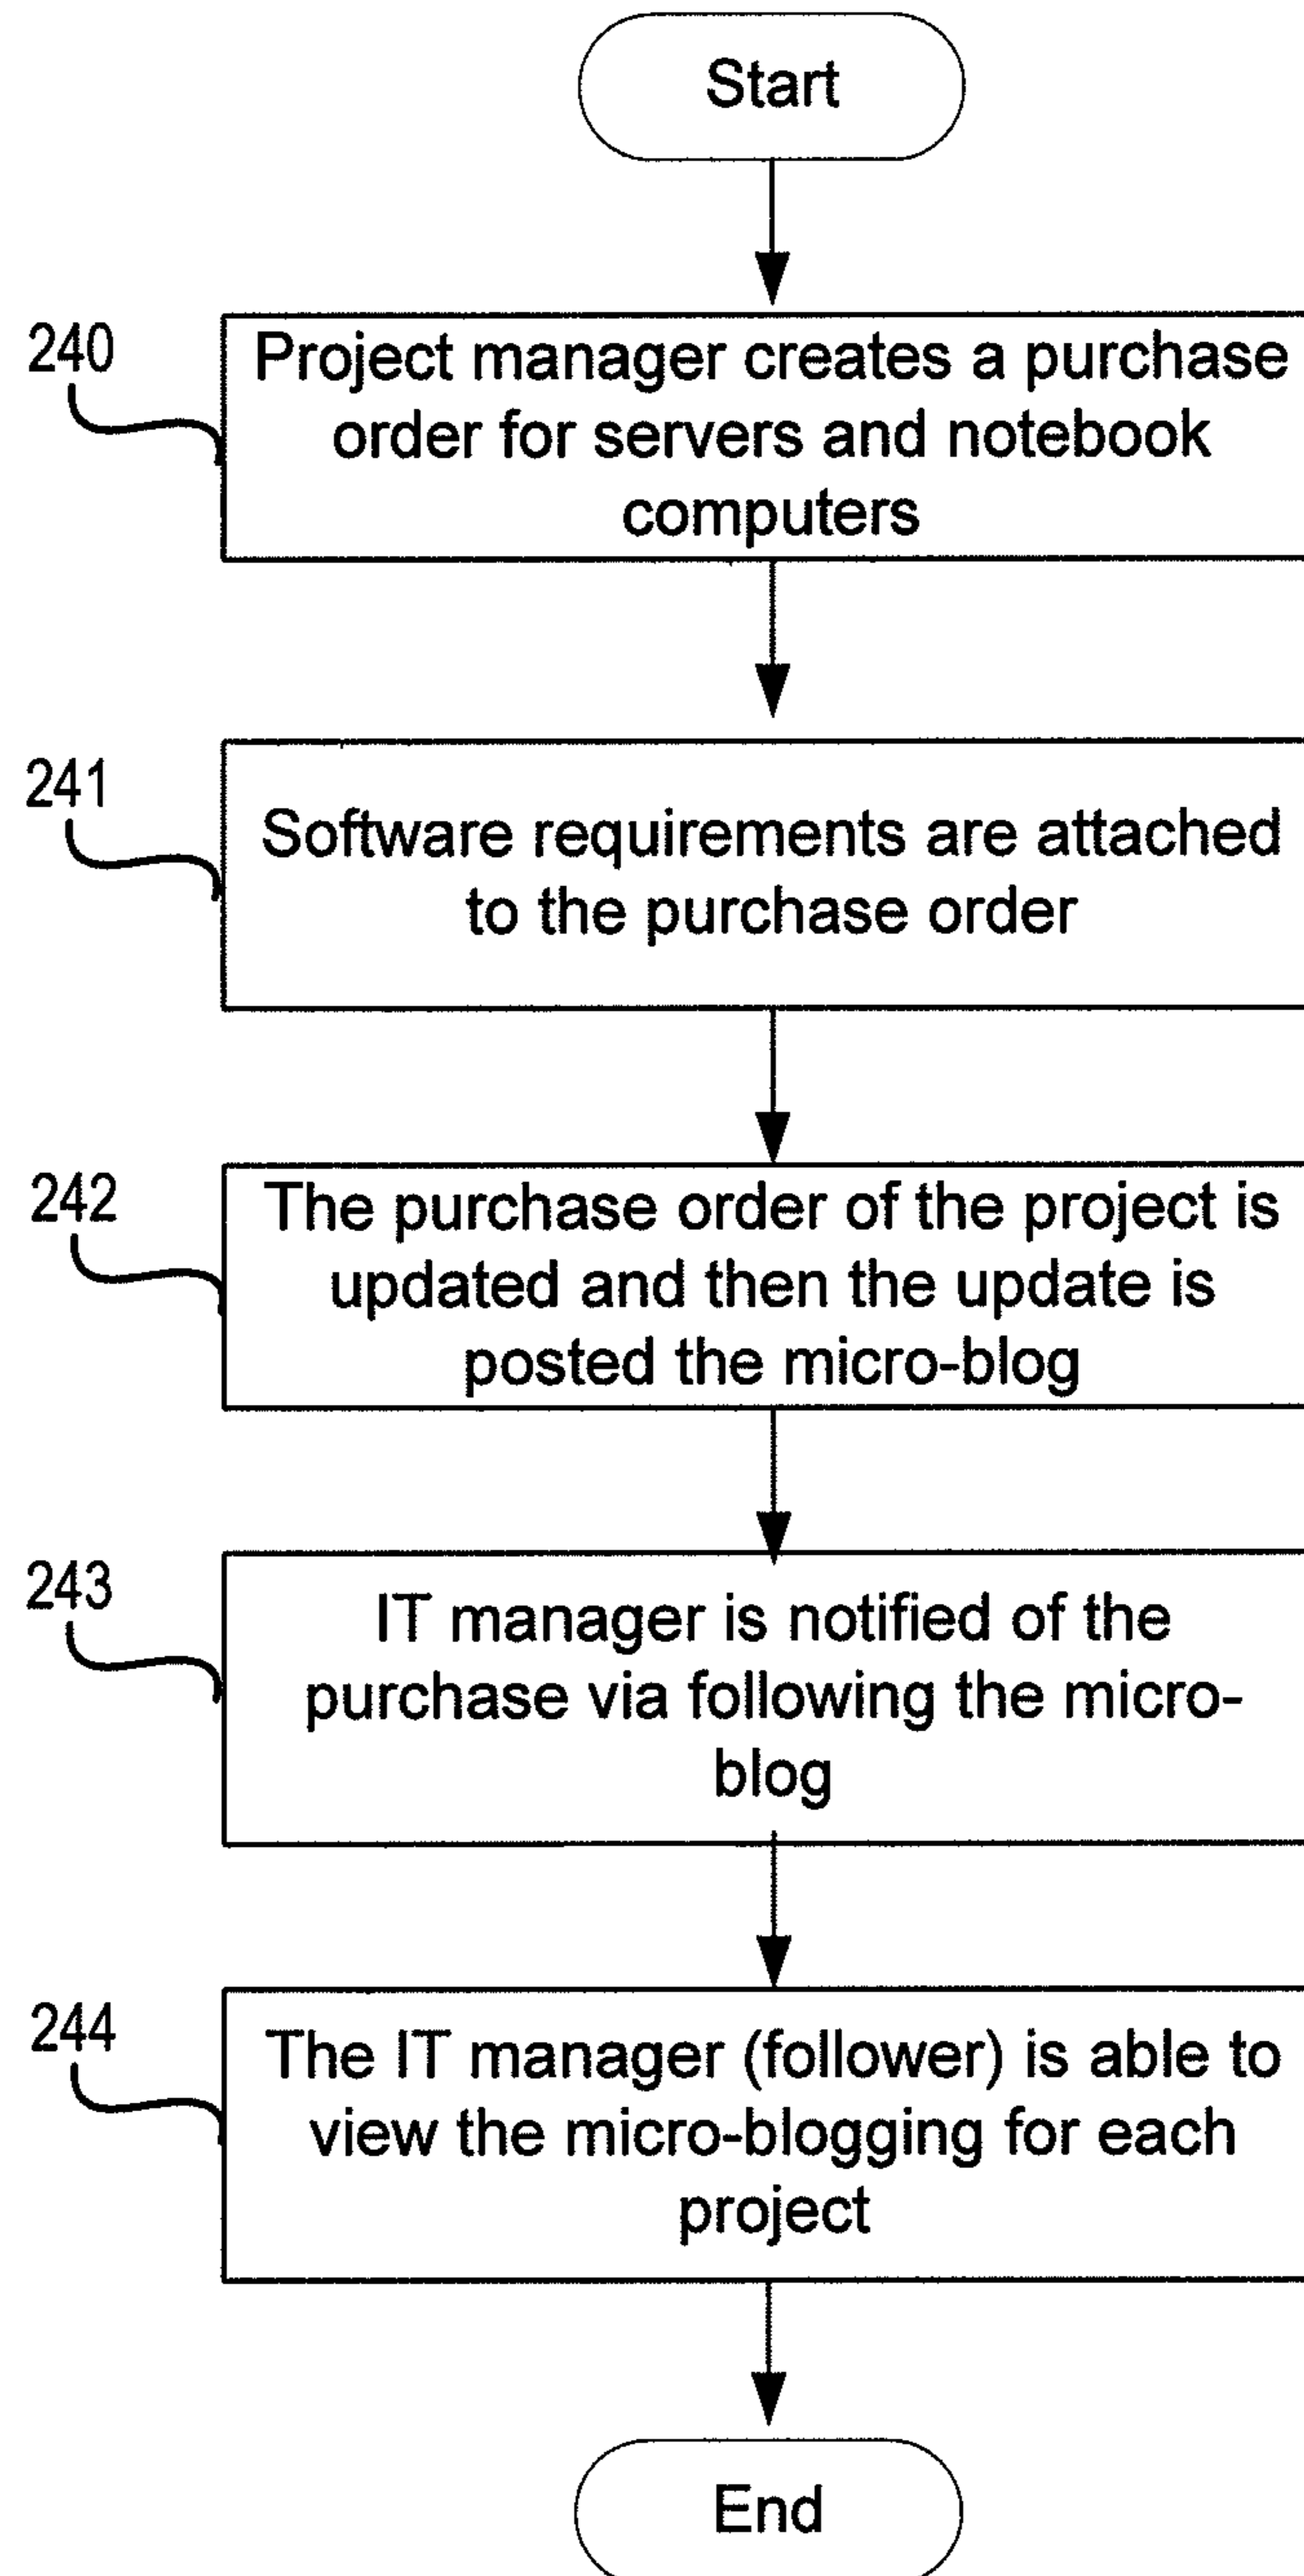 Start
240
Project manager creates a purchase
order for servers and notebook
computers
241
Software requirements are attached
to the purchase order
242
The purchase order of the project is
updated and then the update is
posted the micro-blog
243
IT manager is notified of the
purchase via following the micro-
blog
244
The IT manager (follower) is able to
view the micro-blogging for each
project
End